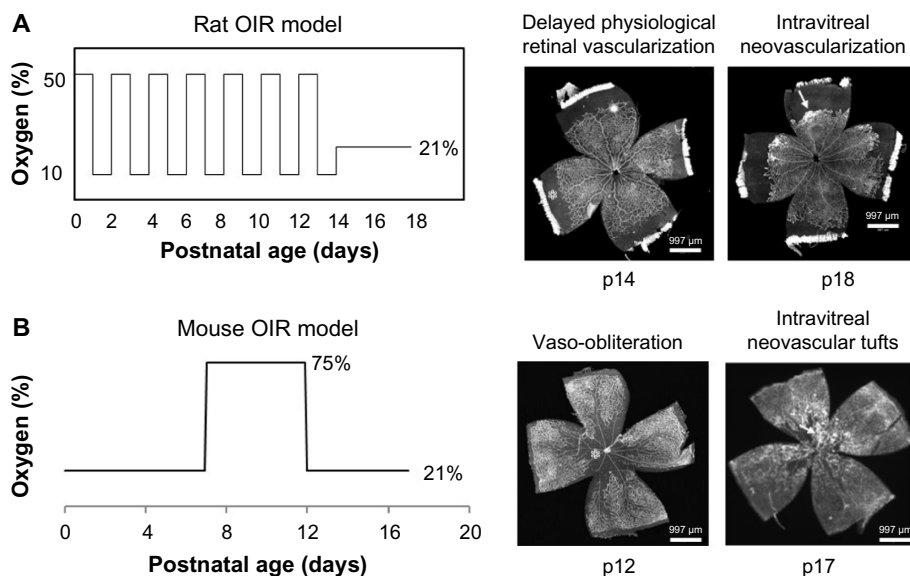 A
Rat OIR model
Oxygen (%)
50
10
21%
0 2 4 6 8 10 12 14 16 18
Postnatal age (days)
Delayed physiological
retinal vascularization
997 µm
p14
Intravitreal
neovascularization
997 µm
p18
B
Mouse OIR model
Oxygen (%)
75%
21%
0 4 8 12 16 20
Postnatal age (days)
Vaso-obliteration
997 µm
p12
Intravitreal
neovascular tufts
997 µm
p17